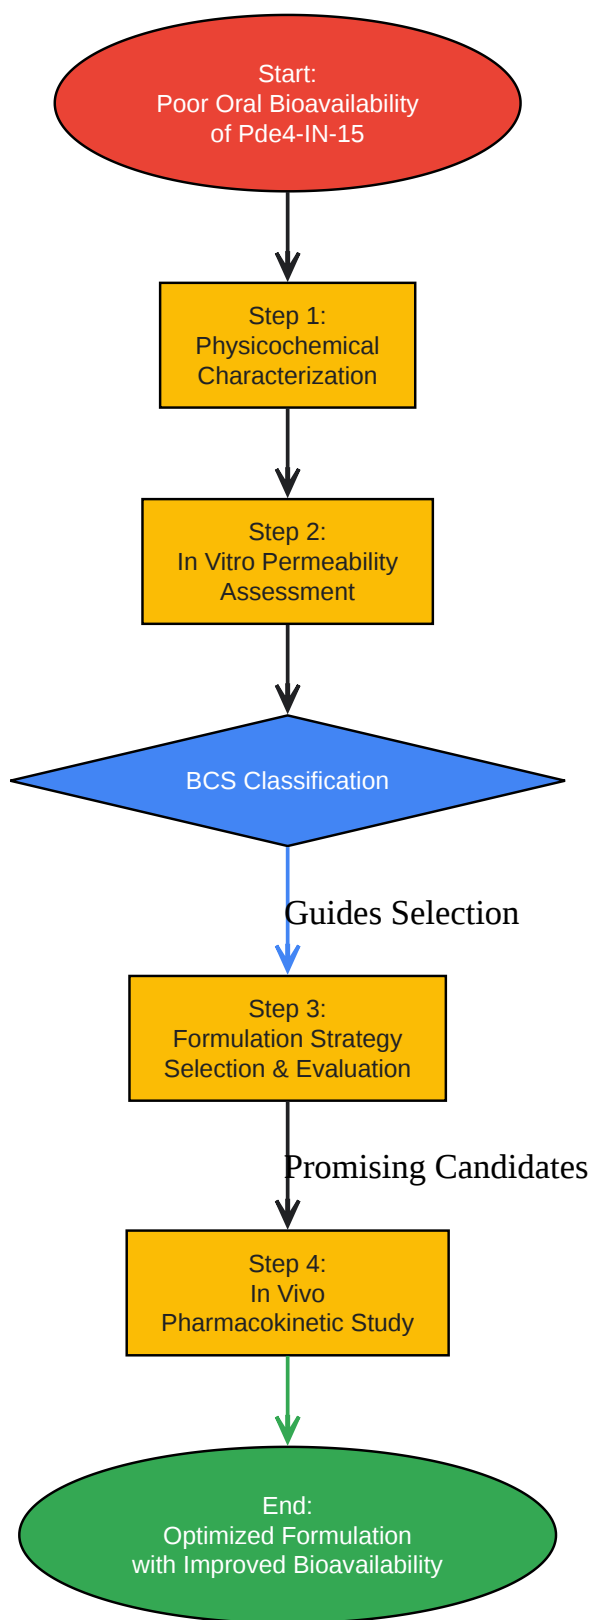 Start:
Poor Oral Bioavailability
of Pde4-IN-15
Step 1:
Physicochemical
Characterization
Step 2:
In Vitro Permeability
Assessment
BCS Classification
Guides Selection
Step 3:
Formulation Strategy
Selection & Evaluation
Promising Candidates
Step 4:
In Vivo
Pharmacokinetic Study
End:
Optimized Formulation
with Improved Bioavailability